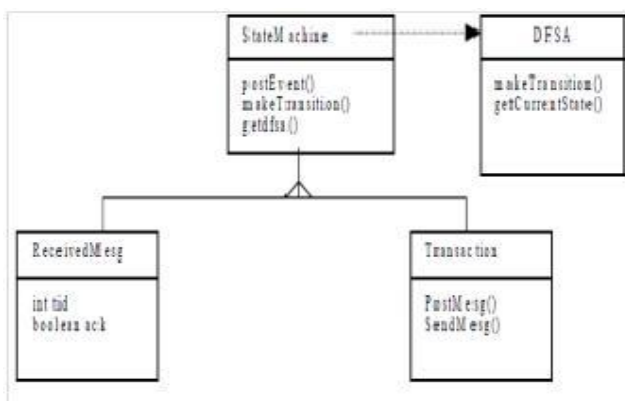 StateMachine
DFSA
postEvent()
makeTransition()
getdfsa()
makeTransition()
getCurrentState()
ReceivedMesg
int tid
boolean ack
Transaction
PostMesg()
SendMesg()